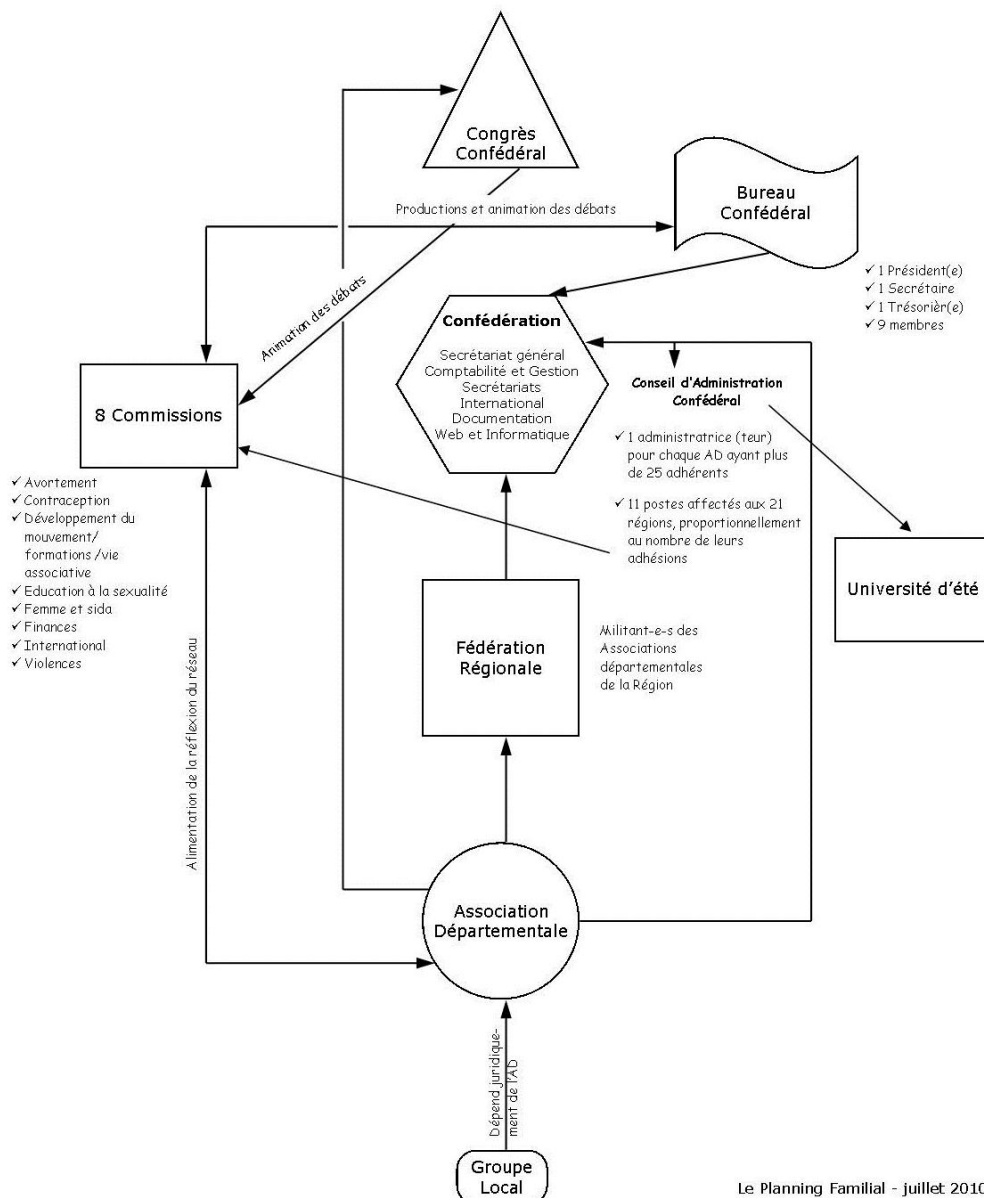 Congrès
Confédéral
Bureau
Confédéral
Productions et animation des débats
✓ 1 Président(e)
✓ 1 Secrétaire
✓ 1 Trésorièr(e)
✓ 9 membres
Animation des débats
Confédération
Secrétariat général
Comptabilité et Gestion
Secrétariats
International
Documentation
Web et Informatique
Conseil d'Administration
Confédéral
✓ 1 administratrice (teur)
pour chaque AD ayant plus
de 25 adhérents
✓ 11 postes affectés aux 21
régions, proportionnellement
au nombre de leurs
adhésions
8 Commissions
✓ Avortement
✓ Contraception
✓ Développement du
mouvement/
formations /vie
associative
✓ Education à la sexualité
✓ Femme et sida
✓ Finances
✓ International
✓ Violences
Université d'été
Fédération
Régionale
Militant-e-s des
Associations
départementales
de la Région
Alimentation de la réflexion du réseau
Association
Départementale
Dépend juridique-
ment de l'AD
Groupe
Local
Le Planning Familial - juillet 2010